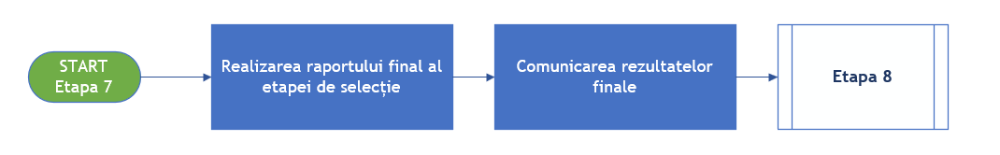 START
Etapa 7
Realizarea raportului final al
etapei de selecție
Comunicarea rezultatelor
finale
Etapa 8